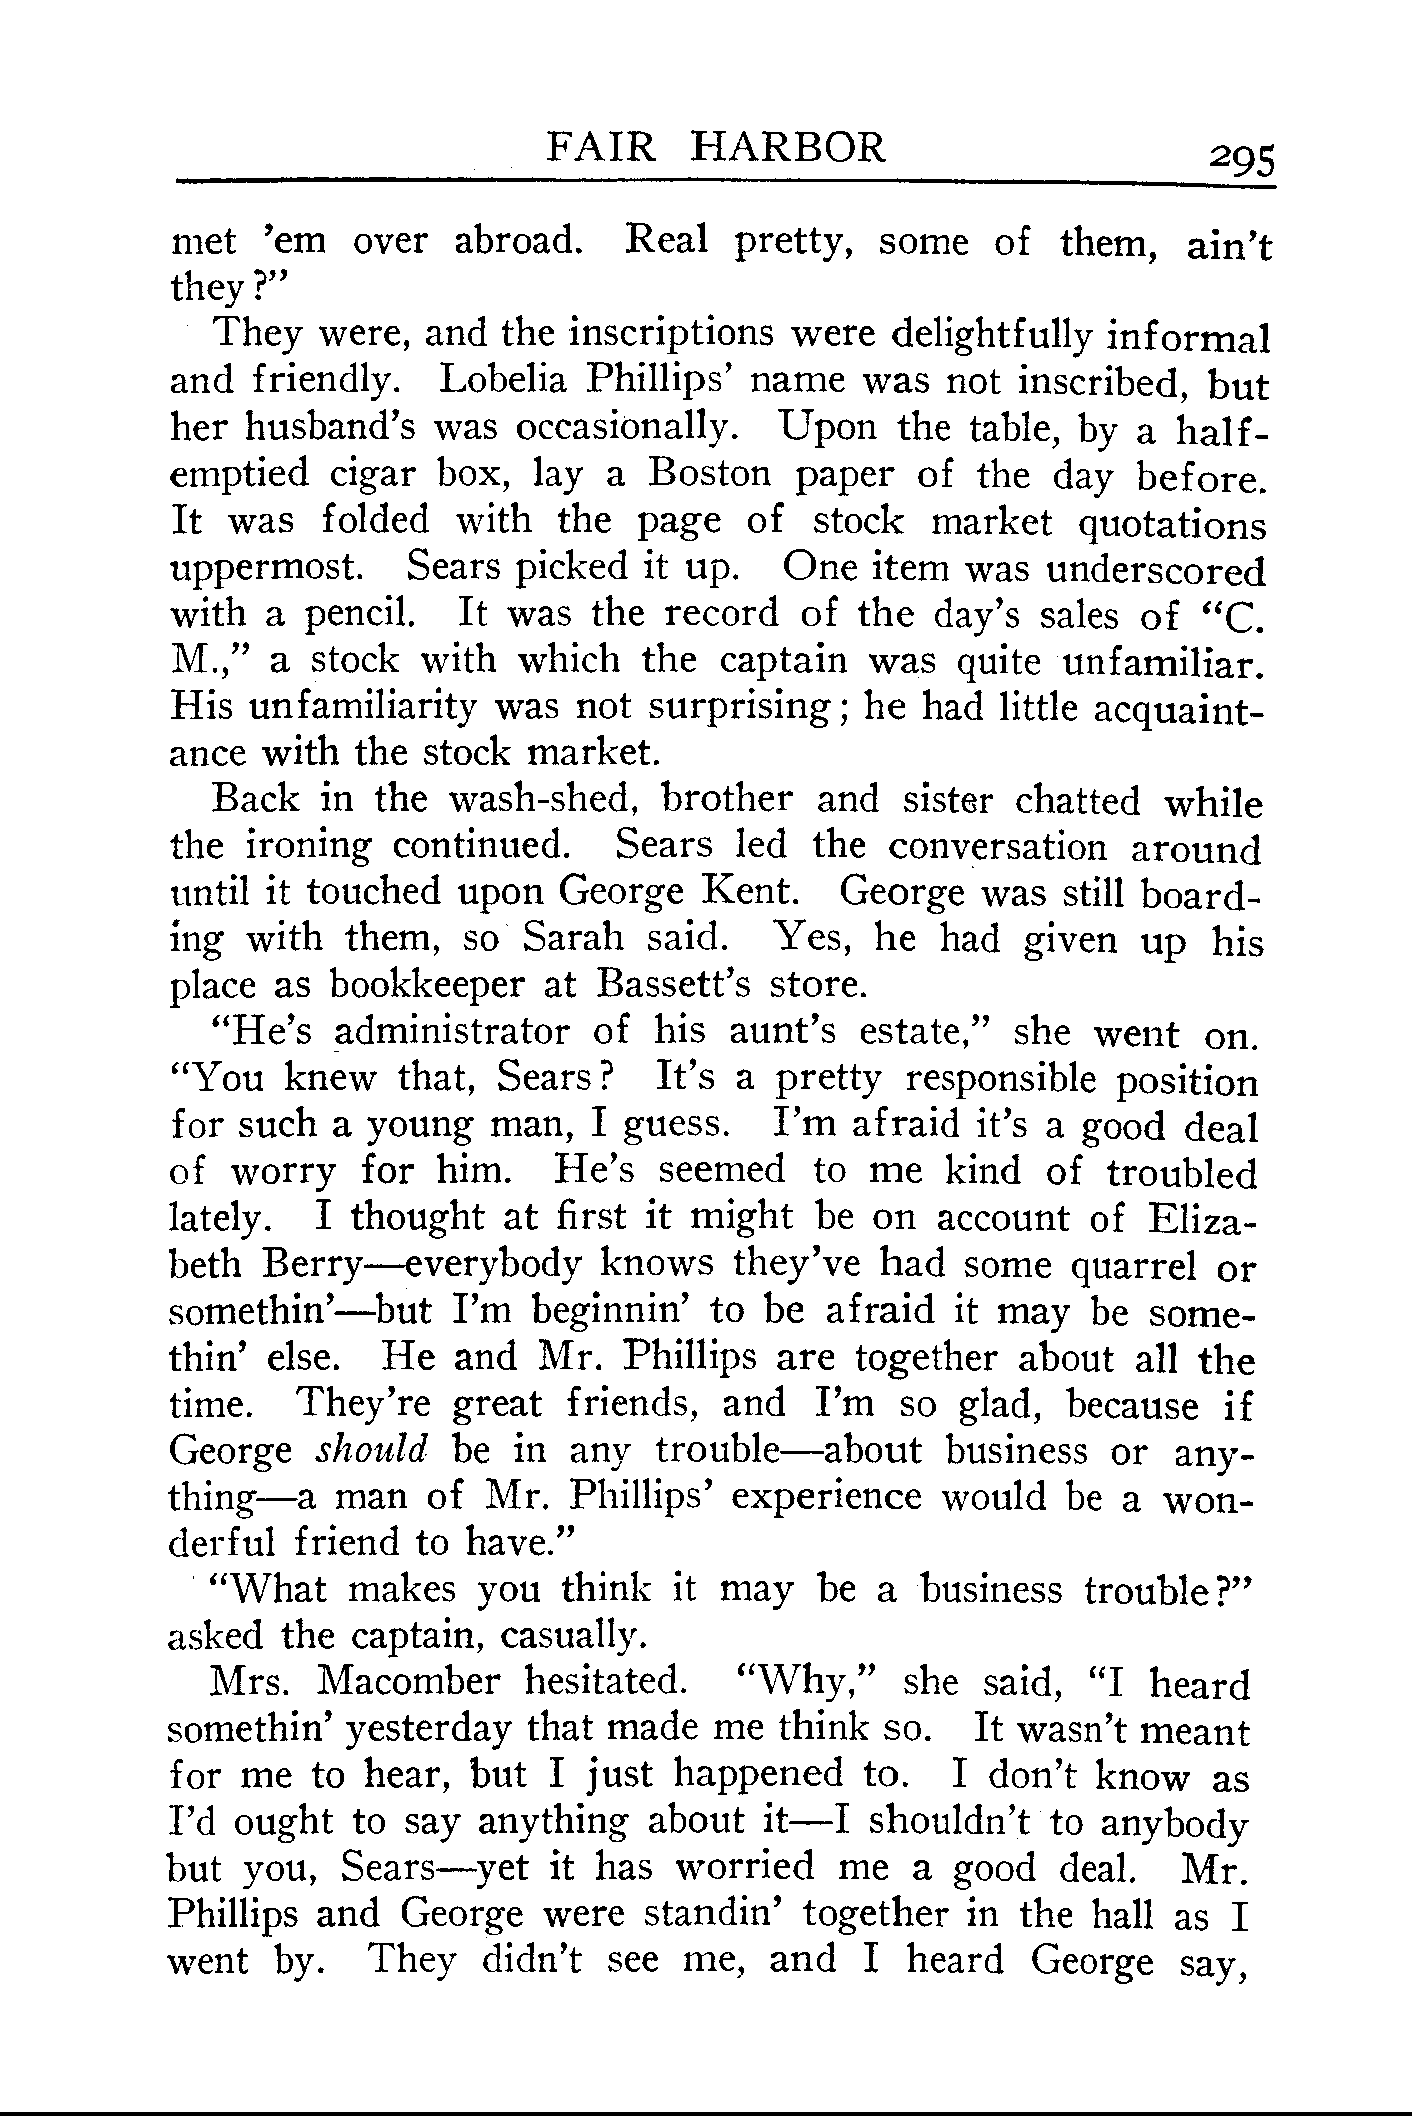 FAIR HARBOR 295
met 'em over abroad. Real pretty, some of them, ain't
they?"
They were, and the inscriptions were delightfully informal
and friendly. Lobelia Phillips' name was not inscribed, but
her husband's was occasionally. Upon the table, by a half-
emptied cigar box, lay a Boston paper of the day before.
It was folded with the page of stock market quotations
uppermost. Sears picked it up. One item was underscored
with a pencil. It was the record of the day's sales of "C.
M.," a stock with which the captain was quite unfamiliar.
His unfamiliarity was not surprising; he had little acquaint-
ance with the stock market.
Back in the wash-shed, brother and sister chatted while
the ironing continued. Sears led the conversation around
until it touched upon George Kent. George was still board-
ing with them, so Sarah said. Yes, he had given up his
place as bookkeeper at Bassett's store.
"He's administrator of his aunt's estate," she went on.
"You knew that, Sears? It's a pretty responsible position
for such a young man, I guess. I'm afraid it's a good deal
of worry for him. He's seemed to me kind of troubled
lately. I thought at first it might be on account of Eliza-
beth Berry—everybody knows they've had some quarrel or
somethin'—but I'm beginnin' to be afraid it may be some-
thin' else. He and Mr. Phillips are together about all the
time. They're great friends, and I'm so glad, because if
George should be in any trouble—about business or any-
thing—a man of Mr. Phillips' experience would be a won-
derful friend to have."
"What makes you think it may be a business trouble?"
asked the captain, casually.
Mrs. Macomber hesitated. "Why," she said, "I heard
somethin' yesterday that made me think so. It wasn't meant
for me to hear, but I just happened to. I don't know as
I'd ought to say anything about it—I shouldn't to anybody
but you, Sears—yet it has worried me a good deal. Mr.
Phillips and George were standin' together in the hall as I
went by. They didn't see me, and I heard George say,